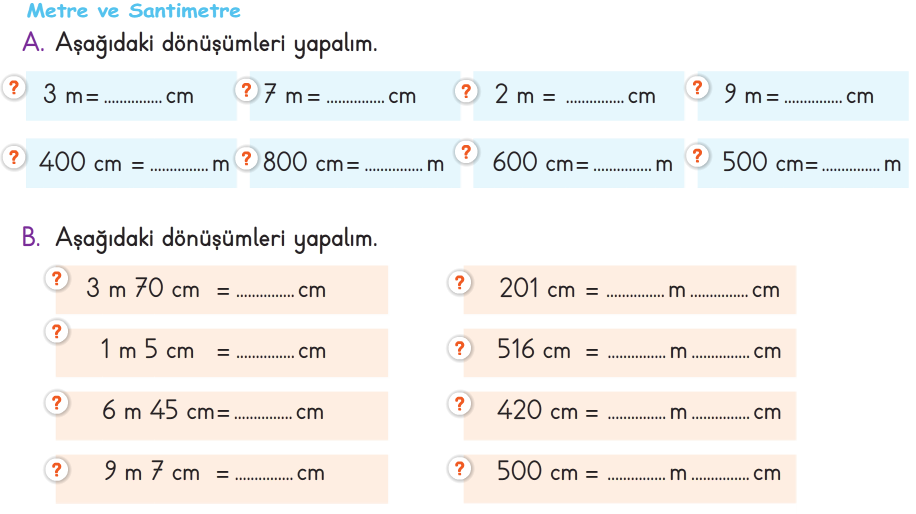 Metre ve Santimetre
A. Aşağıdaki dönüşümleri yapalım.
? 3 m = ............... cm ? 7 m = ............... cm ? 2 m = ............... cm ? 9 m = ............... cm
? 400 cm = ............... m ? 800 cm = ............... m ? 600 cm = ............... m ? 500 cm = ............... m
B. Aşağıdaki dönüşümleri yapalım.
? 3 m 70 cm = ............... cm ? 201 cm = ............... m ............... cm
? 1 m 5 cm = ............... cm ? 516 cm = ............... m ............... cm
? 6 m 45 cm = ............... cm ? 420 cm = ............... m ............... cm
? 9 m 7 cm = ............... cm ? 500 cm = ............... m ............... cm